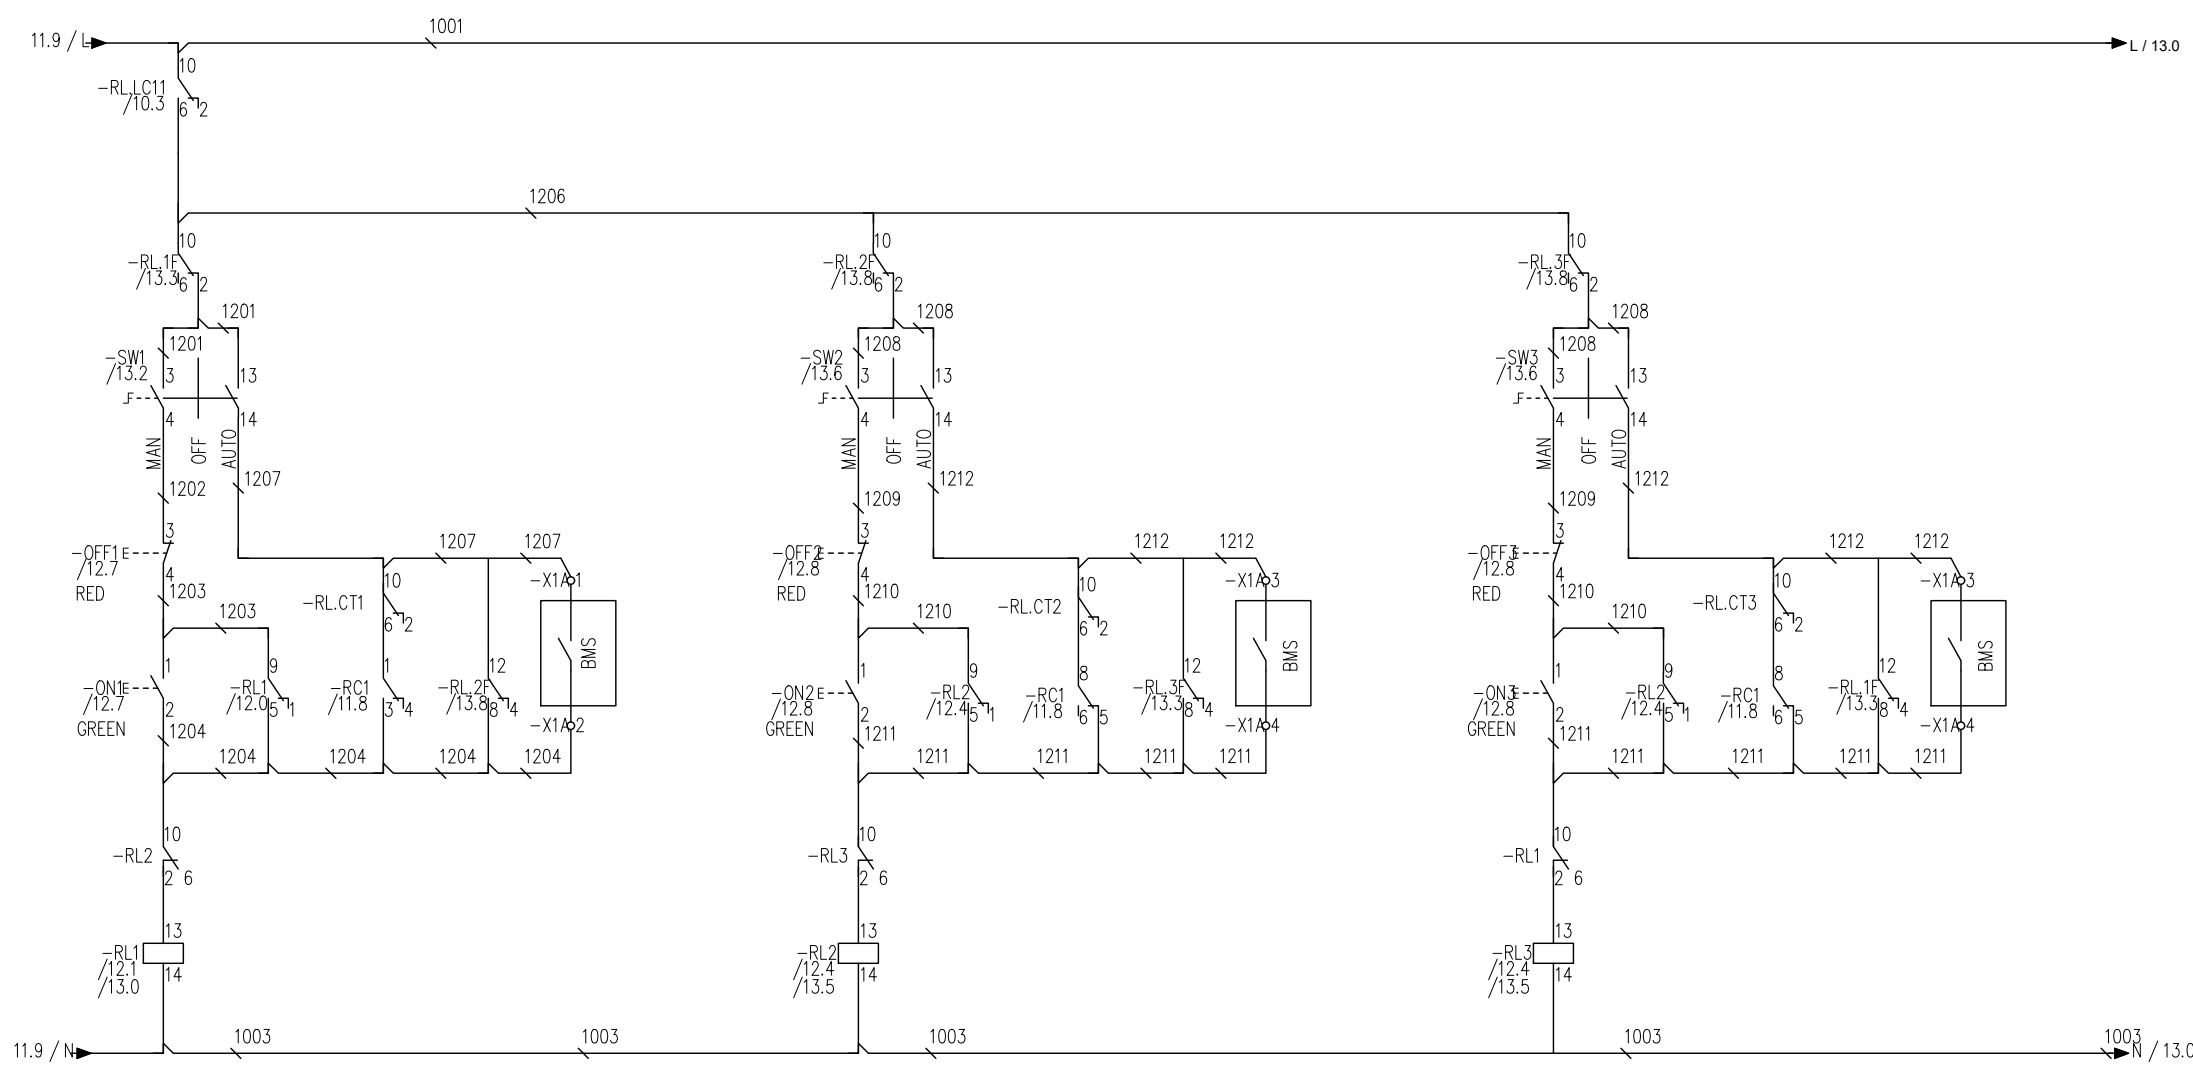 1001
11.9 / L
L / 13.0
10
-RL.LC11
/10.3
6 2
1206
10 10 10
-RL.1F -RL.2F -RL.3F
/13.3 /13.8 /13.8
6 2 6 2 6 2
1201 1208 1208
1201 1208 1208
-SW1 -SW2 -SW3
/13.2 /13.6 /13.6
3 13 3 13 3 13
4 14 4 14 4 14
MAN OFF AUTO MAN OFF AUTO MAN OFF AUTO
1207 1212 1212
1202 1209 1209
3 3 3
1207 1207 1212 1212 1212 1212
-OFF1 E -OFF2 E -OFF3 E
/12.7 /12.8 /12.8
4 4 4
10 -X1A 1 10 -X1A 3 10 -X1A 3
RED RED RED
1203 1210 1210
-RL.CT1 -RL.CT2 -RL.CT3
1203 1210 1210
6 2 6 2 6 2
BMS BMS BMS
1 9 1 12 1 9 8 12 1 9 8 12
-ON1 E -RL1 -RC1 -RL.2F -ON2 E -RL2 -RC1 -RL.3F -ON3 E -RL2 -RC1 -RL.1F
/12.7 /12.0 /11.8 /13.8 /12.8 /12.4 /11.8 /13.3 /12.8 /12.4 /11.8 /13.3
2 5 1 3 4 8 4 2 5 1 6 5 8 4 2 5 1 6 5 8 4
-X1A 2 -X1A 4 -X1A 4
GREEN GREEN GREEN
1204 1211 1211
1204 1204 1204 1204 1211 1211 1211 1211 1211 1211 1211 1211
10 10 10
-RL2 -RL3 -RL1
2 6 2 6 2 6
13 13 13
-RL1 -RL2 -RL3
/12.1 /12.4 /12.4
/13.0 /13.5 /13.5
14 14 14
1003 1003 1003 1003 1003
11.9 / N
N / 13.0